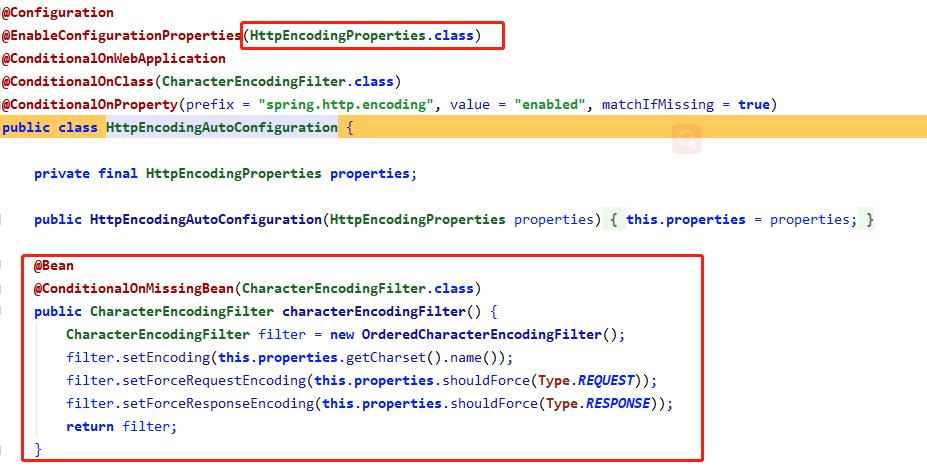 @Configuration
@EnableConfigurationProperties(HttpEncodingProperties.class)
@ConditionalOnWebApplication
@ConditionalOnClass(CharacterEncodingFilter.class)
@ConditionalOnProperty(prefix = "spring.http.encoding", value = "enabled", matchIfMissing = true)
public class HttpEncodingAutoConfiguration {
private final HttpEncodingProperties properties;
public HttpEncodingAutoConfiguration(HttpEncodingProperties properties) { this.properties = properties; }
@Bean
@ConditionalOnMissingBean(CharacterEncodingFilter.class)
public CharacterEncodingFilter characterEncodingFilter() {
CharacterEncodingFilter filter = new OrderedCharacterEncodingFilter();
filter.setEncoding(this.properties.getCharset().name());
filter.setForceRequestEncoding(this.properties.shouldForce(Type.REQUEST));
filter.setForceResponseEncoding(this.properties.shouldForce(Type.RESPONSE));
return filter;
}